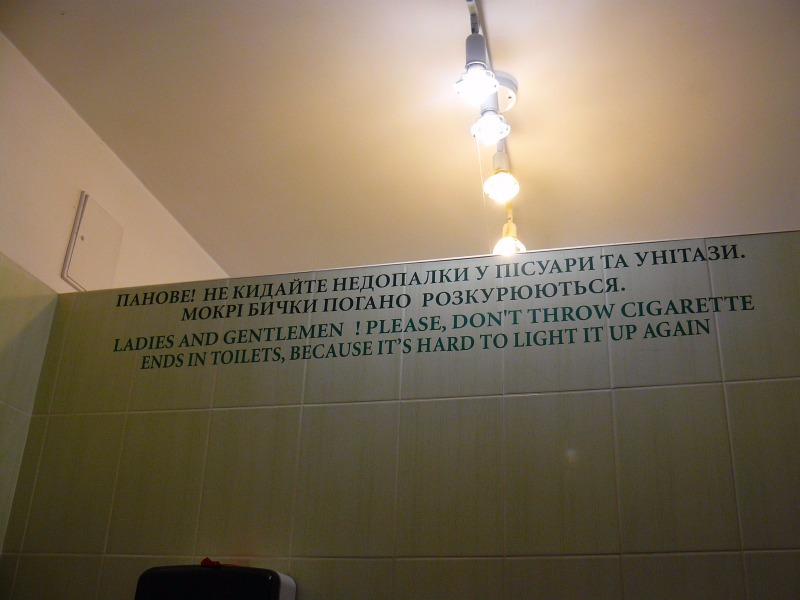 ПАНОВЕ! НЕ КИДАЙТЕ НЕДОПАЛКИ У ПІСУАРИ ТА УНІТАЗИ.
МОКРІ БИЧКИ ПОГАНО РОЗКУРЮЮТЬСЯ.
LADIES AND GENTLEMEN ! PLEASE, DON'T THROW CIGARETTE
ENDS IN TOILETS, BECAUSE IT'S HARD TO LIGHT IT UP AGAIN